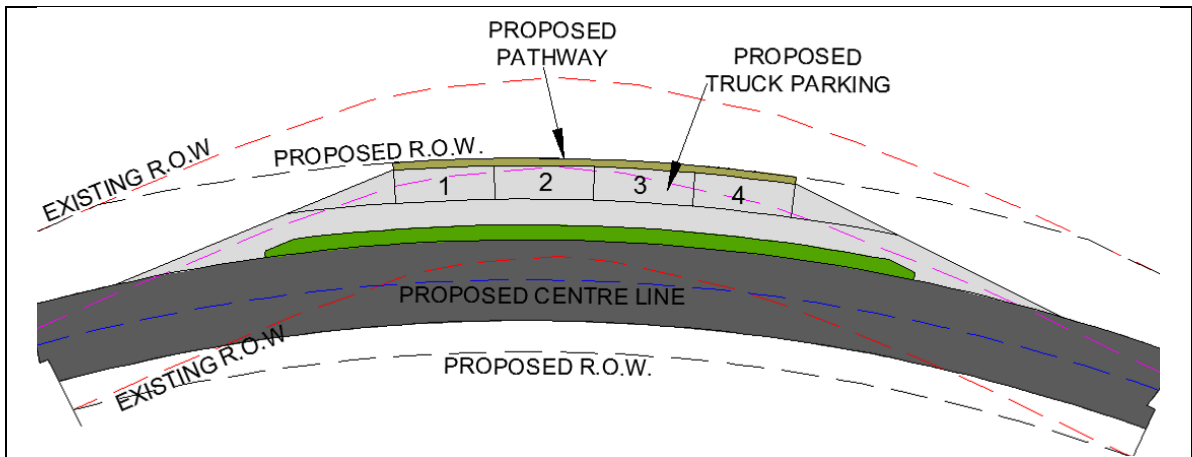 PROPOSED
PATHWAY
PROPOSED
TRUCK PARKING
EXISTING R.O.W
PROPOSED R.O.W.
1
2
3
4
PROPOSED CENTRE LINE
EXISTING R.O.W
PROPOSED R.O.W.